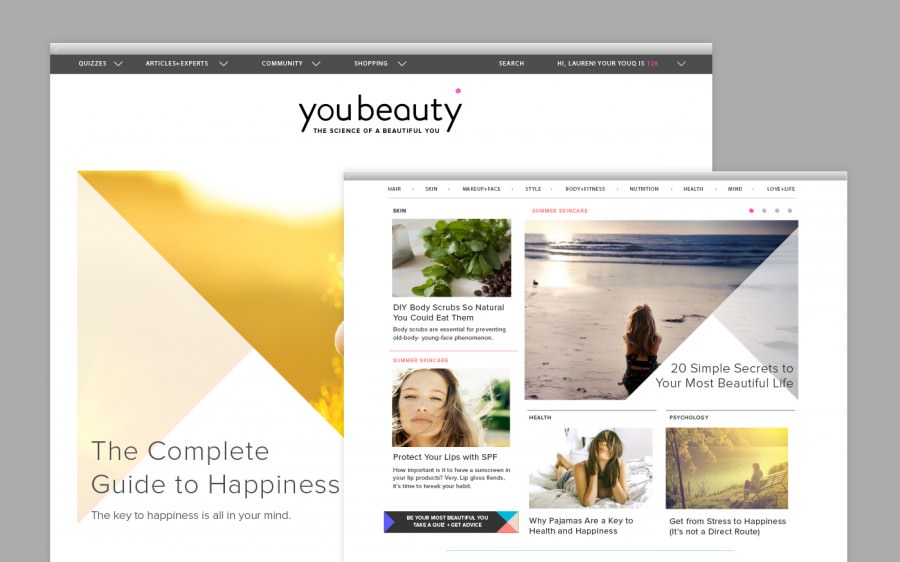 QUIZZES ARTICLES+EXPERTS COMMUNITY SHOPPING SEARCH HI, LAUREN! YOUR YOUQ IS 126
youbeauty
THE SCIENCE OF A BEAUTIFUL YOU
The Complete
Guide to Happiness
The key to happiness is all in your mind.
HAIR • SKIN • MAKEUP+FACE • STYLE • BODY+FITNESS • NUTRITION • HEALTH • MIND • LOVE+LIFE
SKIN
DIY Body Scrubs So Natural
You Could Eat Them
Body scrubs are essential for preventing
old-body- young-face phenomenon.
SUMMER SKINCARE
Protect Your Lips with SPF
How important is it to have a sunscreen in
your lip products? Very. Lip gloss fiends,
it's time to tweak your habit.
BE YOUR MOST BEAUTIFUL YOU
TAKE A QUIZ + GET ADVICE
SUMMER SKINCARE
20 Simple Secrets to
Your Most Beautiful Life
HEALTH
Why Pajamas Are a Key to
Health and Happiness
PSYCHOLOGY
Get from Stress to Happiness
(It's not a Direct Route)